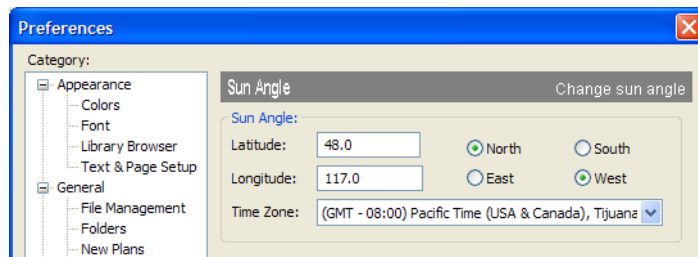 Preferences
Category:
Appearance
Colors
Font
Library Browser
Text & Page Setup
General
File Management
Folders
New Plans
Sun Angle Change sun angle
Sun Angle:
Latitude: 48.0 North South
Longitude: 117.0 East West
Time Zone: (GMT - 08:00) Pacific Time (USA & Canada), Tijuana